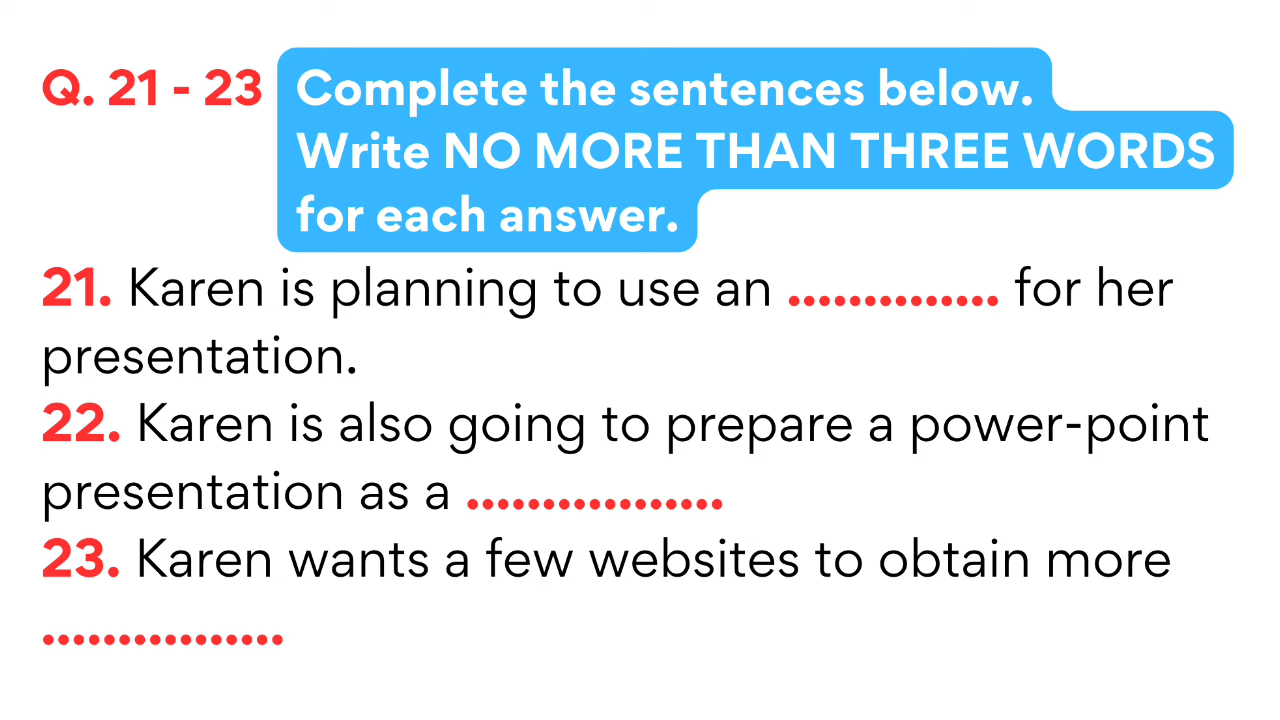 Q. 21 - 23 Complete the sentences below.
Write NO MORE THAN THREE WORDS
for each answer.
21. Karen is planning to use an .............. for her
presentation.
22. Karen is also going to prepare a power-point
presentation as a .................
23. Karen wants a few websites to obtain more
................